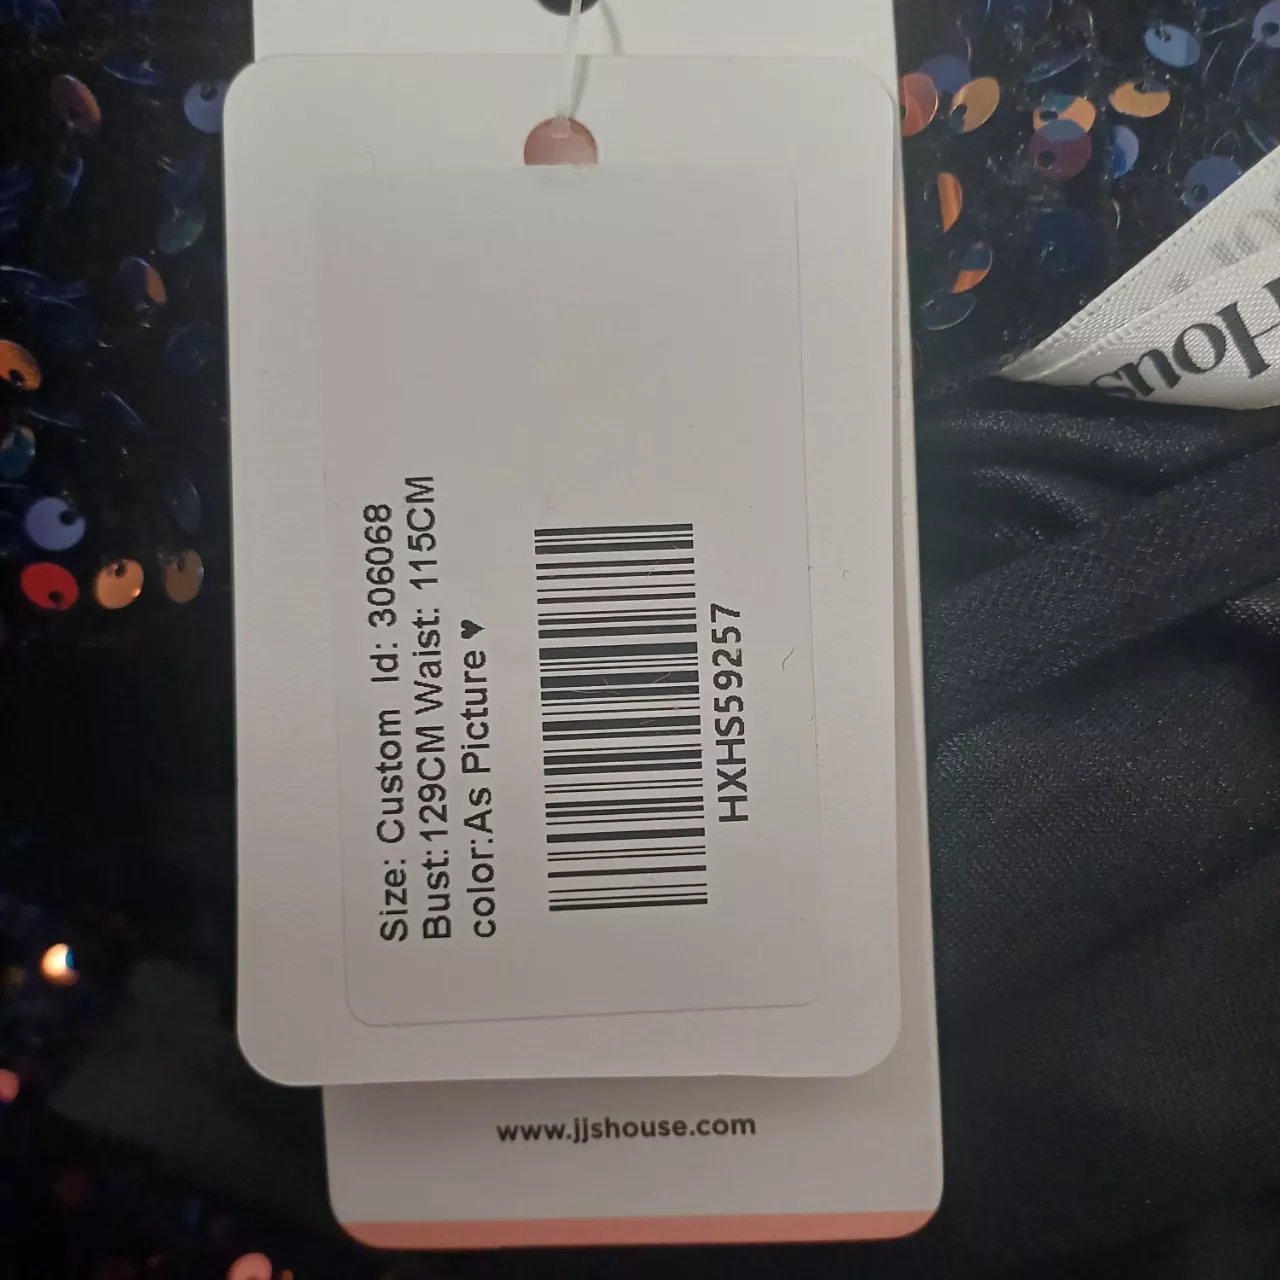 Size: Custom Id: 306068
Bust:129CM Waist: 115CM
color:As Picture ♥
HXHS59257
www.jjshouse.com